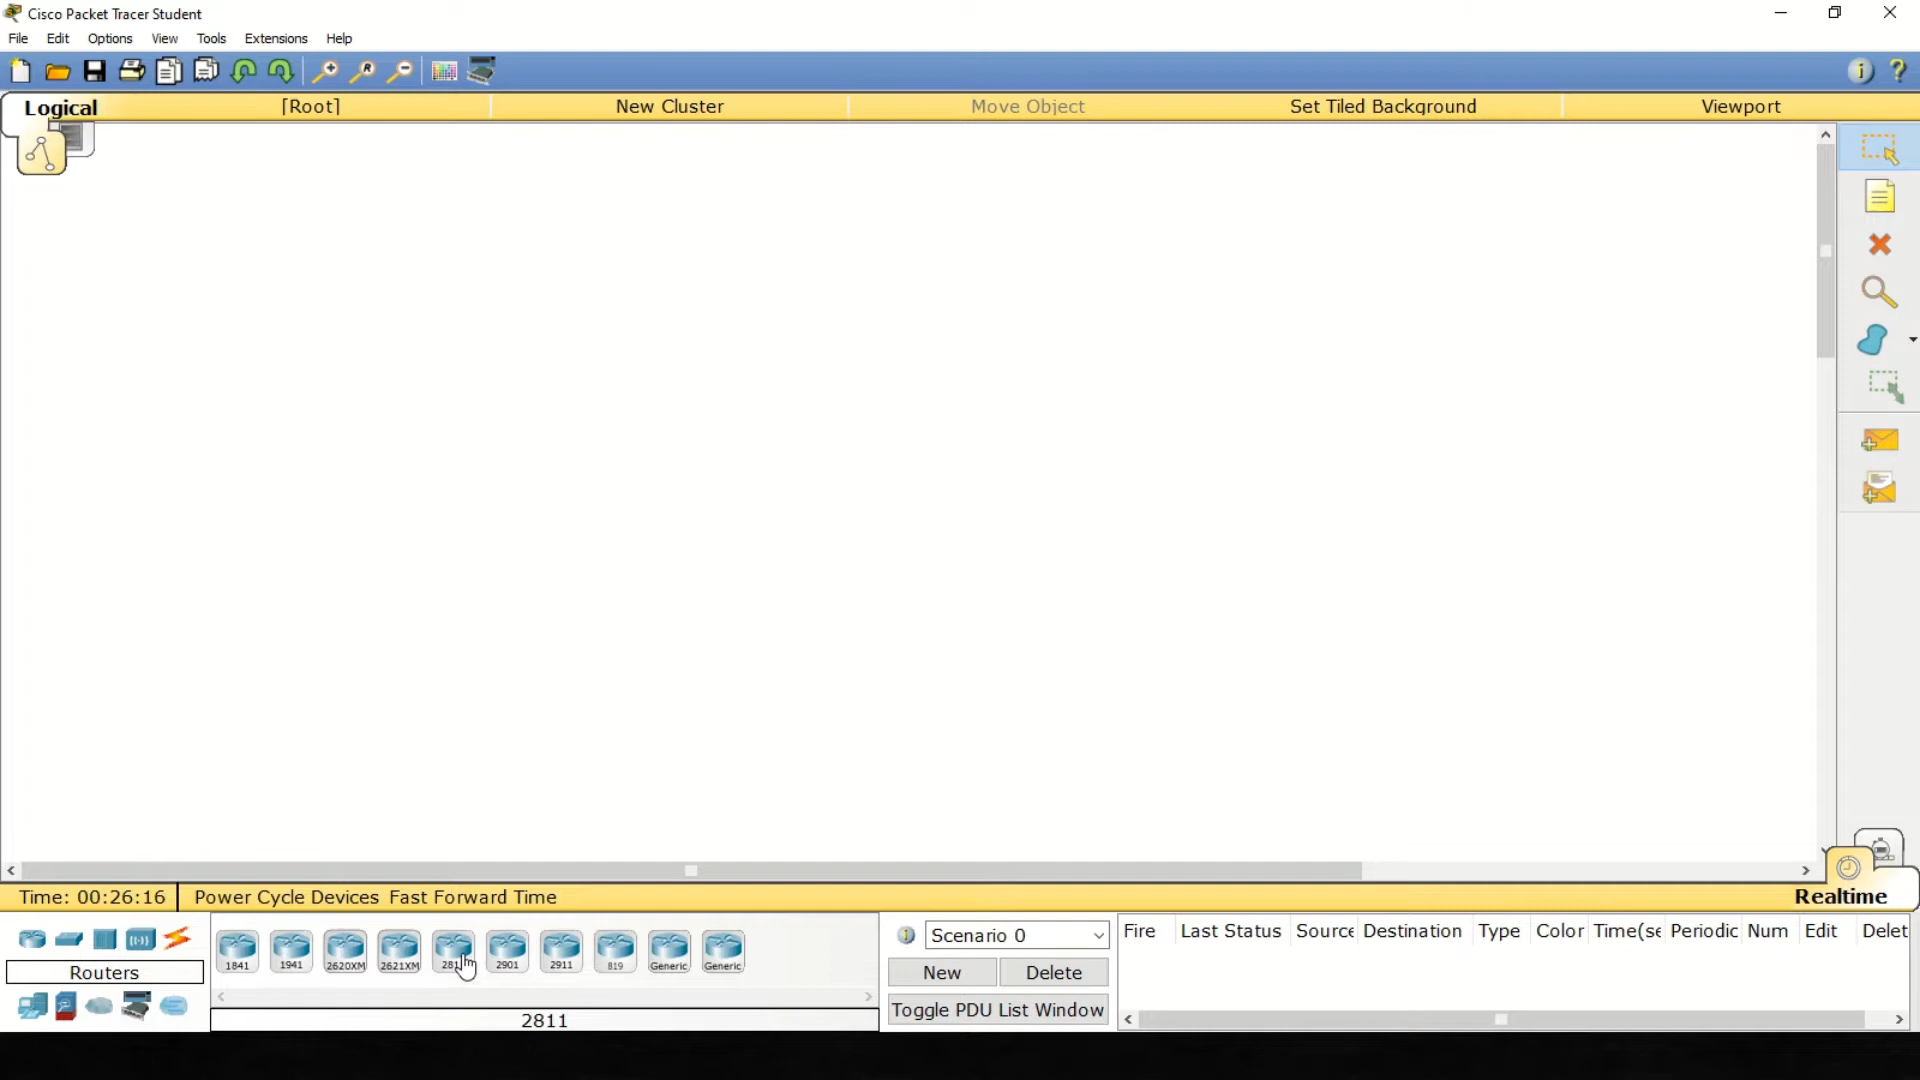 Cisco Packet Tracer Student
File Edit Options View Tools Extensions Help
Logical [Root] New Cluster Move Object Set Tiled Background Viewport
Time: 00:26:16 Power Cycle Devices Fast Forward Time Realtime
Routers
1841 1941 2620XM 2621XM 2901 2911 819 Generic Generic
2811
Scenario 0
New Delete
Toggle PDU List Window
Fire Last Status Source Destination Type Color Time(se Periodic Num Edit Delet